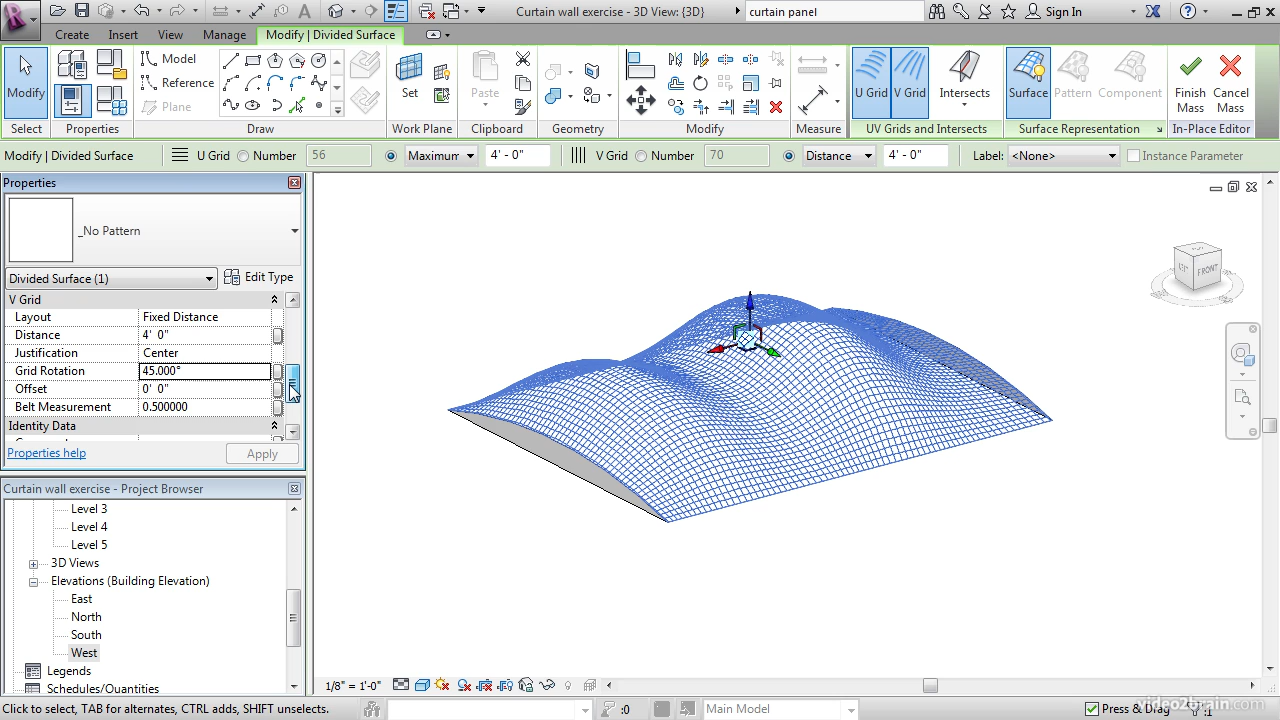 Curtain wall exercise - 3D View: {3D}
curtain panel
Sign In
Create Insert View Manage Modify | Divided Surface
Modify
Select
Properties
Model
Reference
Plane
Draw
Set
Work Plane
Paste
Clipboard
Geometry
Modify
Measure
U Grid V Grid
Intersects
UV Grids and Intersects
Surface Pattern Component
Surface Representation
Finish Mass
Cancel Mass
In-Place Editor
Modify | Divided Surface
U Grid Number 56 Maximum 4' - 0"
V Grid Number 70 Distance 4' - 0"
Label: <None> Instance Parameter
Properties
_No Pattern
Divided Surface (1)
Edit Type
V Grid
Layout Fixed Distance
Distance 4' 0"
Justification Center
Grid Rotation 45.000°
Offset 0' 0"
Belt Measurement 0.500000
Identity Data
Properties help
Apply
Curtain wall exercise - Project Browser
Level 3
Level 4
Level 5
3D Views
Elevations (Building Elevation)
East
North
South
West
Legends
Schedules/Quantities
FRONT
1/8" = 1'-0"
Click to select, TAB for alternates, CTRL adds, SHIFT unselects.
:0
Main Model
Press & Drag
:1
video2brain.com